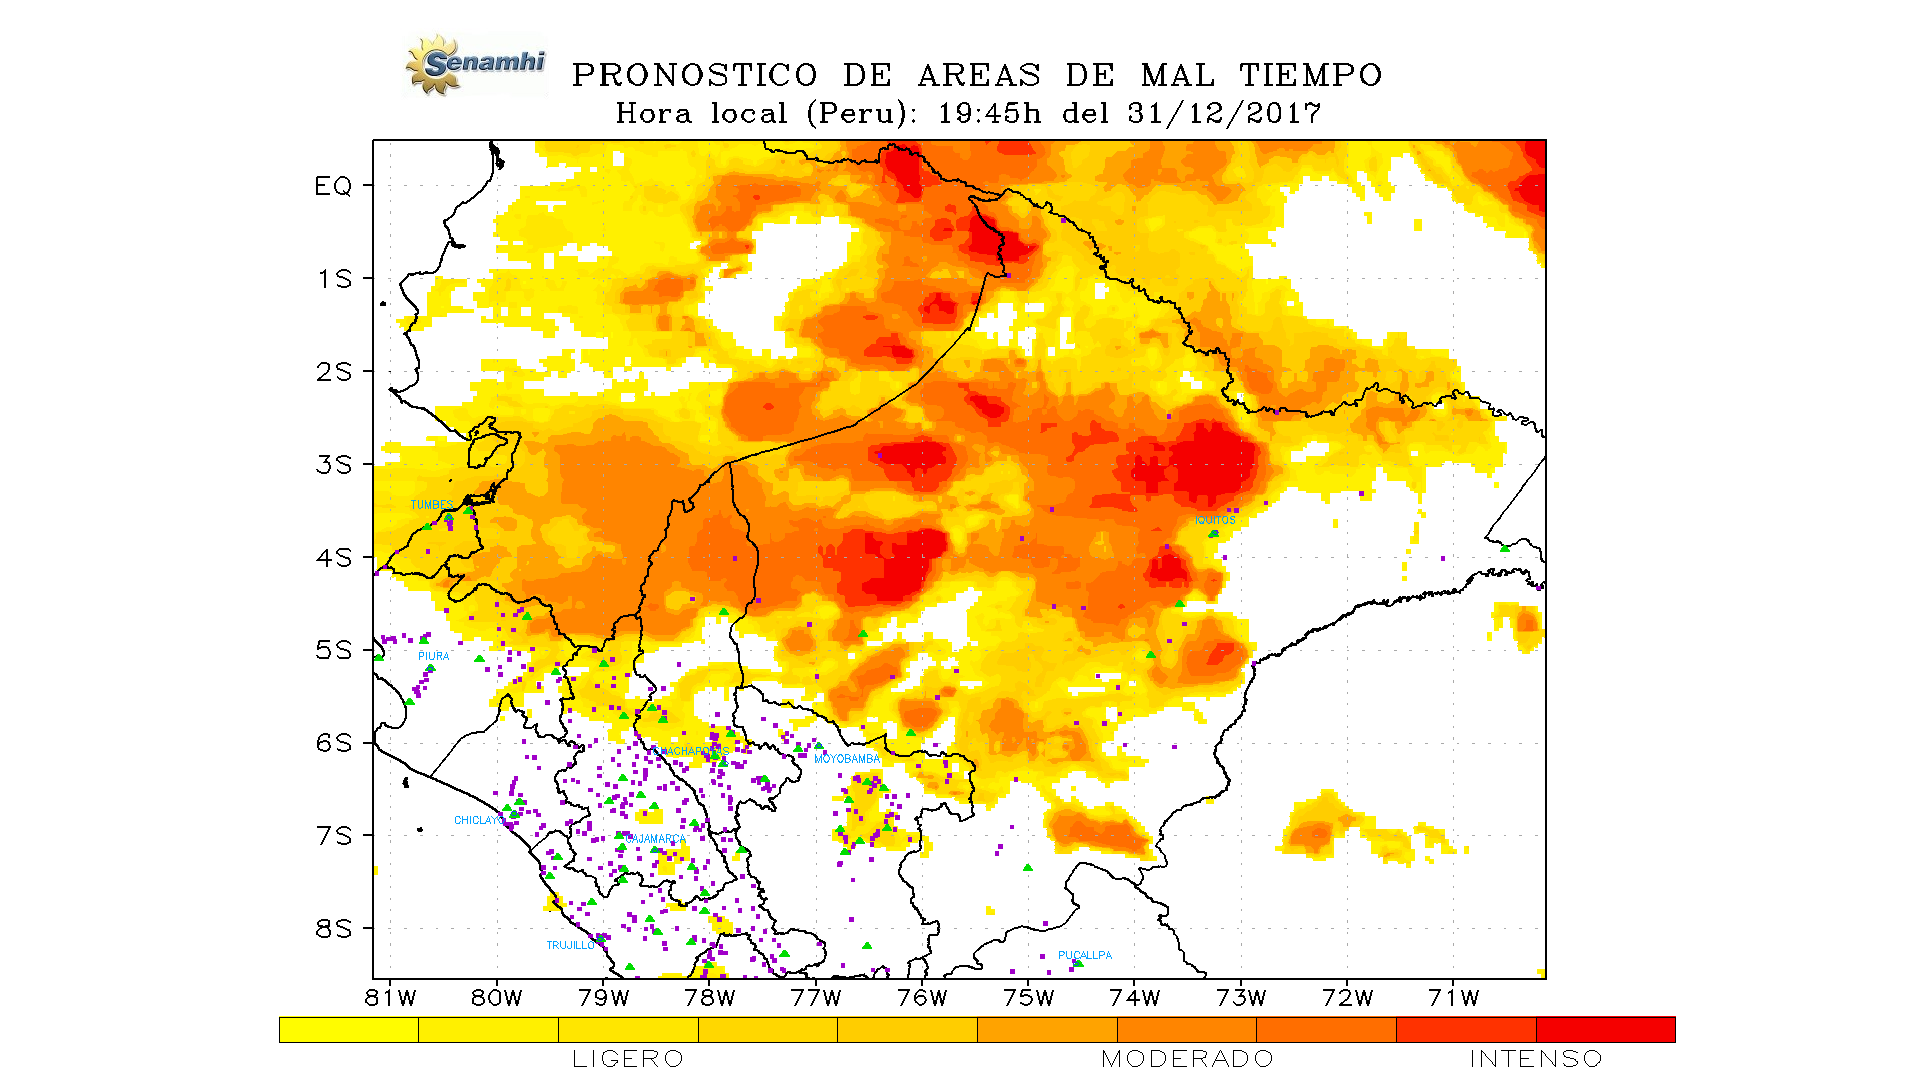 Senamhi
PRONOSTICO DE AREAS DE MAL TIEMPO
Hora local (Peru): 19:45h del 31/12/2017
EQ
1S
2S
3S
4S
5S
6S
7S
8S
TUMBES
IQUITOS
PIURA
CHACHAPOYAS
MOYOBAMBA
CHICLAYO
CAJAMARCA
TRUJILLO
PUCALLPA
81W 80W 79W 78W 77W 76W 75W 74W 73W 72W 71W
LIGERO MODERADO INTENSO